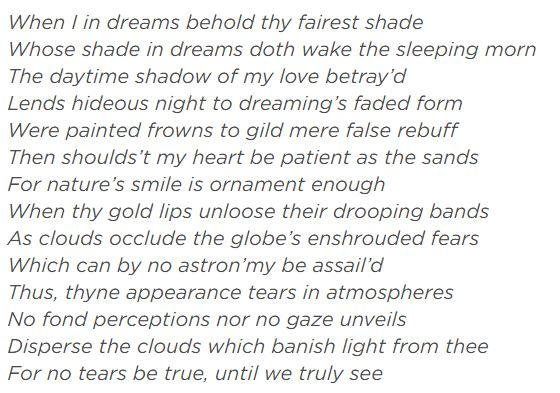 When I in dreams behold thy fairest shade
Whose shade in dreams doth wake the sleeping morn
The daytime shadow of my love betray’d
Lends hideous night to dreaming’s faded form
Were painted frowns to gild mere false rebuff
Then shoulds’t my heart be patient as the sands
For nature’s smile is ornament enough
When thy gold lips unloose their drooping bands
As clouds occlude the globe’s enshrouded fears
Which can by no astron’my be assail’d
Thus, thyne appearance tears in atmospheres
No fond perceptions nor no gaze unveils
Disperse the clouds which banish light from thee
For no tears be true, until we truly see